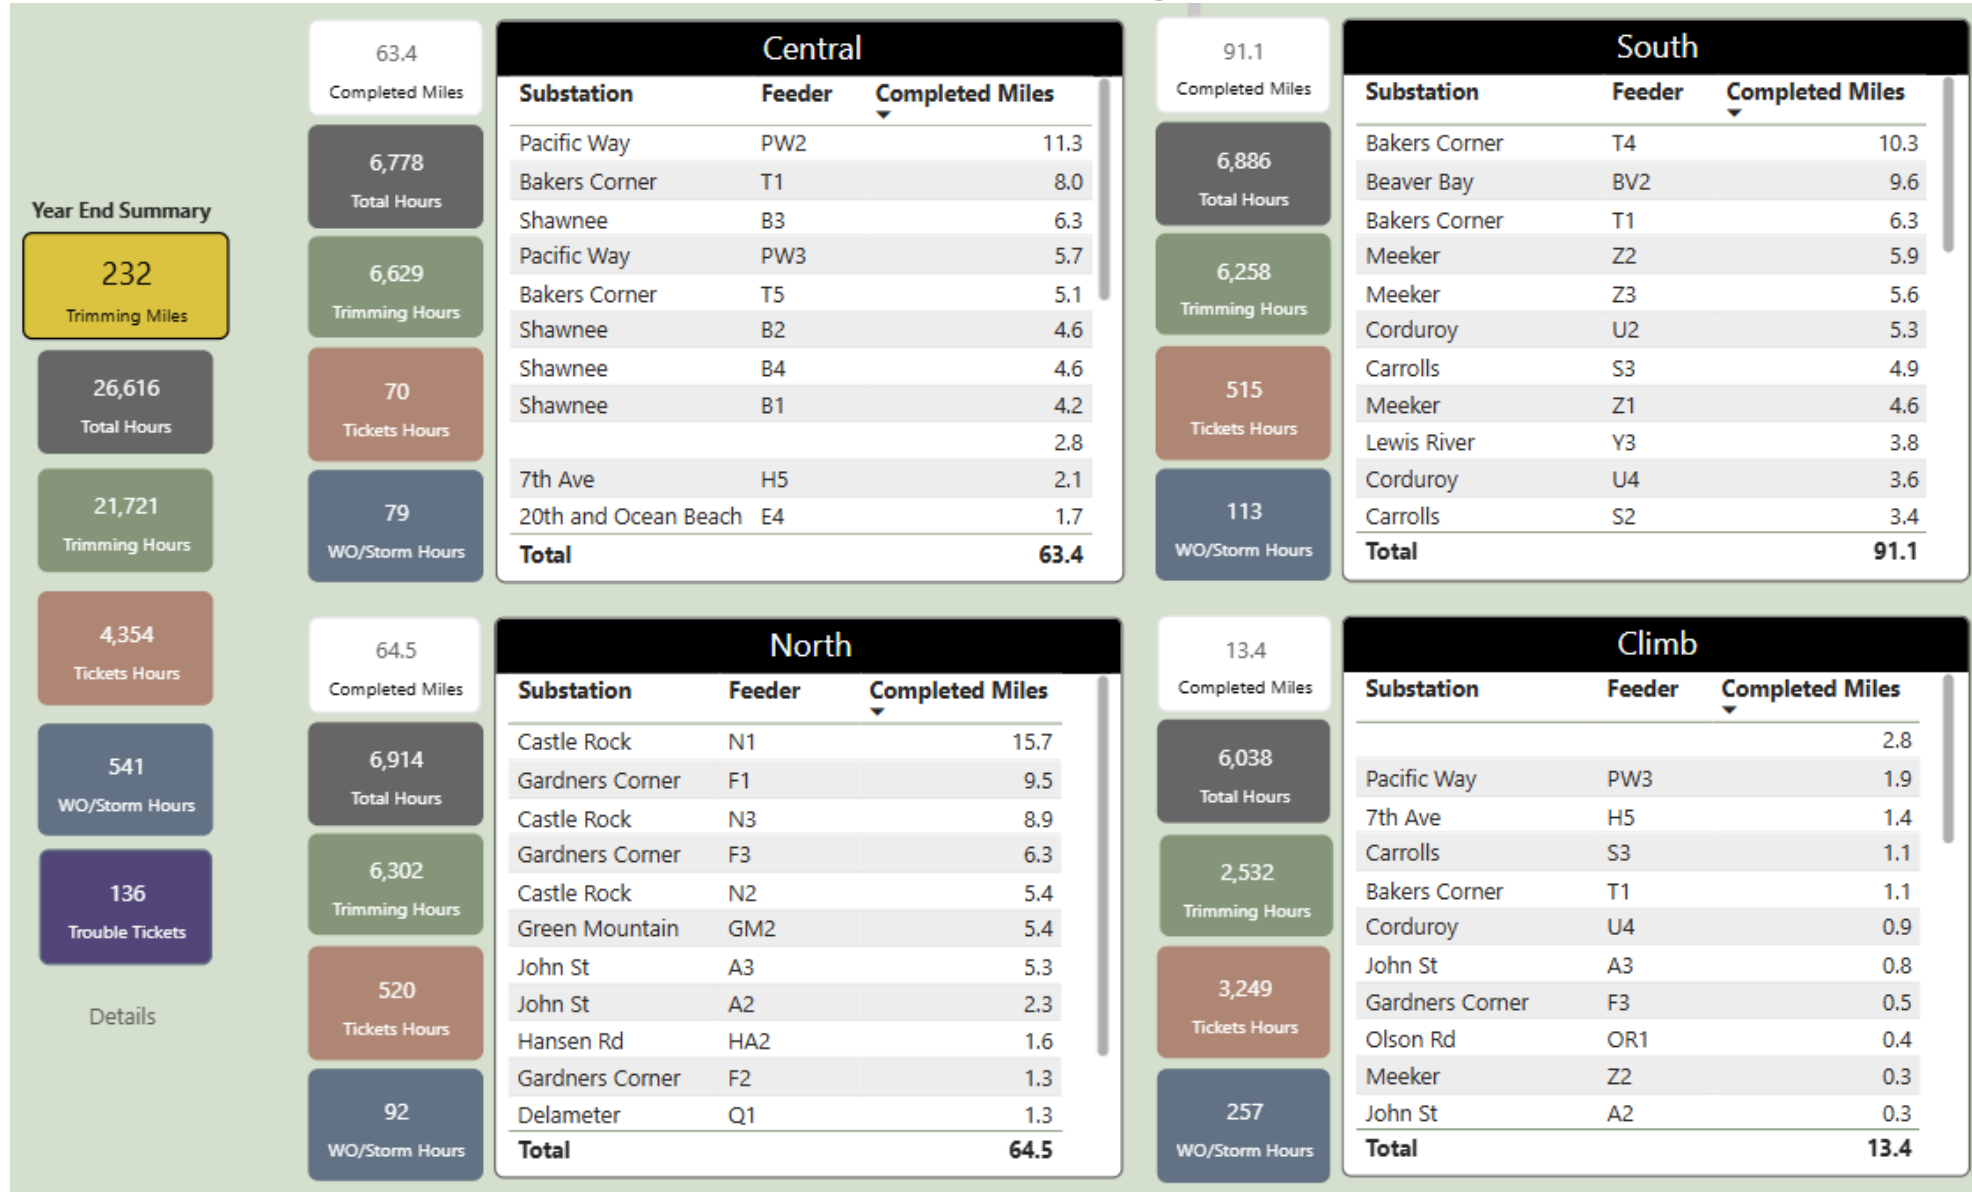 Year End Summary
232
Trimming Miles
26,616
Total Hours
21,721
Trimming Hours
4,354
Tickets Hours
541
WO/Storm Hours
136
Trouble Tickets
Details
63.4
Completed Miles
6,778
Total Hours
6,629
Trimming Hours
70
Tickets Hours
79
WO/Storm Hours
Central
Substation Feeder Completed Miles
Pacific Way PW2 11.3
Bakers Corner T1 8.0
Shawnee B3 6.3
Pacific Way PW3 5.7
Bakers Corner T5 5.1
Shawnee B2 4.6
Shawnee B4 4.6
Shawnee B1 4.2
2.8
7th Ave H5 2.1
20th and Ocean Beach E4 1.7
Total 63.4
91.1
Completed Miles
6,886
Total Hours
6,258
Trimming Hours
515
Tickets Hours
113
WO/Storm Hours
South
Substation Feeder Completed Miles
Bakers Corner T4 10.3
Beaver Bay BV2 9.6
Bakers Corner T1 6.3
Meeker Z2 5.9
Meeker Z3 5.6
Corduroy U2 5.3
Carrolls S3 4.9
Meeker Z1 4.6
Lewis River Y3 3.8
Corduroy U4 3.6
Carrolls S2 3.4
Total 91.1
64.5
Completed Miles
6,914
Total Hours
6,302
Trimming Hours
520
Tickets Hours
92
WO/Storm Hours
North
Substation Feeder Completed Miles
Castle Rock N1 15.7
Gardners Corner F1 9.5
Castle Rock N3 8.9
Gardners Corner F3 6.3
Castle Rock N2 5.4
Green Mountain GM2 5.4
John St A3 5.3
John St A2 2.3
Hansen Rd HA2 1.6
Gardners Corner F2 1.3
Delameter Q1 1.3
Total 64.5
13.4
Completed Miles
6,038
Total Hours
2,532
Trimming Hours
3,249
Tickets Hours
257
WO/Storm Hours
Climb
Substation Feeder Completed Miles
2.8
Pacific Way PW3 1.9
7th Ave H5 1.4
Carrolls S3 1.1
Bakers Corner T1 1.1
Corduroy U4 0.9
John St A3 0.8
Gardners Corner F3 0.5
Olson Rd OR1 0.4
Meeker Z2 0.3
John St A2 0.3
Total 13.4